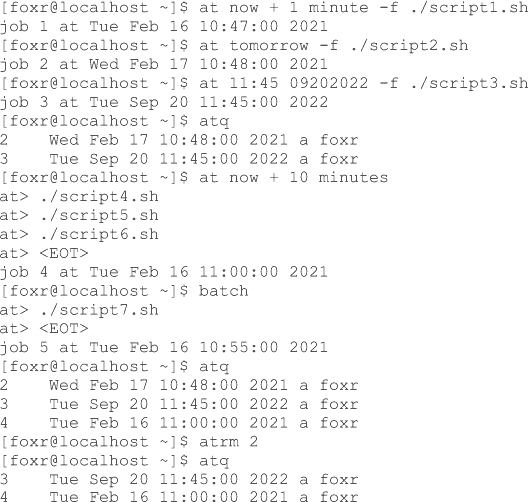 [foxr@localhost ~]$ at now + 1 minute -f ./script1.sh
job 1 at Tue Feb 16 10:47:00 2021
[foxr@localhost ~]$ at tomorrow -f ./script2.sh
job 2 at Wed Feb 17 10:48:00 2021
[foxr@localhost ~]$ at 11:45 09202022 -f ./script3.sh
job 3 at Tue Sep 20 11:45:00 2022
[foxr@localhost ~]$ atq
2    Wed Feb 17 10:48:00 2021 a foxr
3    Tue Sep 20 11:45:00 2022 a foxr
[foxr@localhost ~]$ at now + 10 minutes
at> ./script4.sh
at> ./script5.sh
at> ./script6.sh
at> <EOT>
job 4 at Tue Feb 16 11:00:00 2021
[foxr@localhost ~]$ batch
at> ./script7.sh
at> <EOT>
job 5 at Tue Feb 16 10:55:00 2021
[foxr@localhost ~]$ atq
2    Wed Feb 17 10:48:00 2021 a foxr
3    Tue Sep 20 11:45:00 2022 a foxr
4    Tue Feb 16 11:00:00 2021 a foxr
[foxr@localhost ~]$ atrm 2
[foxr@localhost ~]$ atq
3    Tue Sep 20 11:45:00 2022 a foxr
4    Tue Feb 16 11:00:00 2021 a foxr